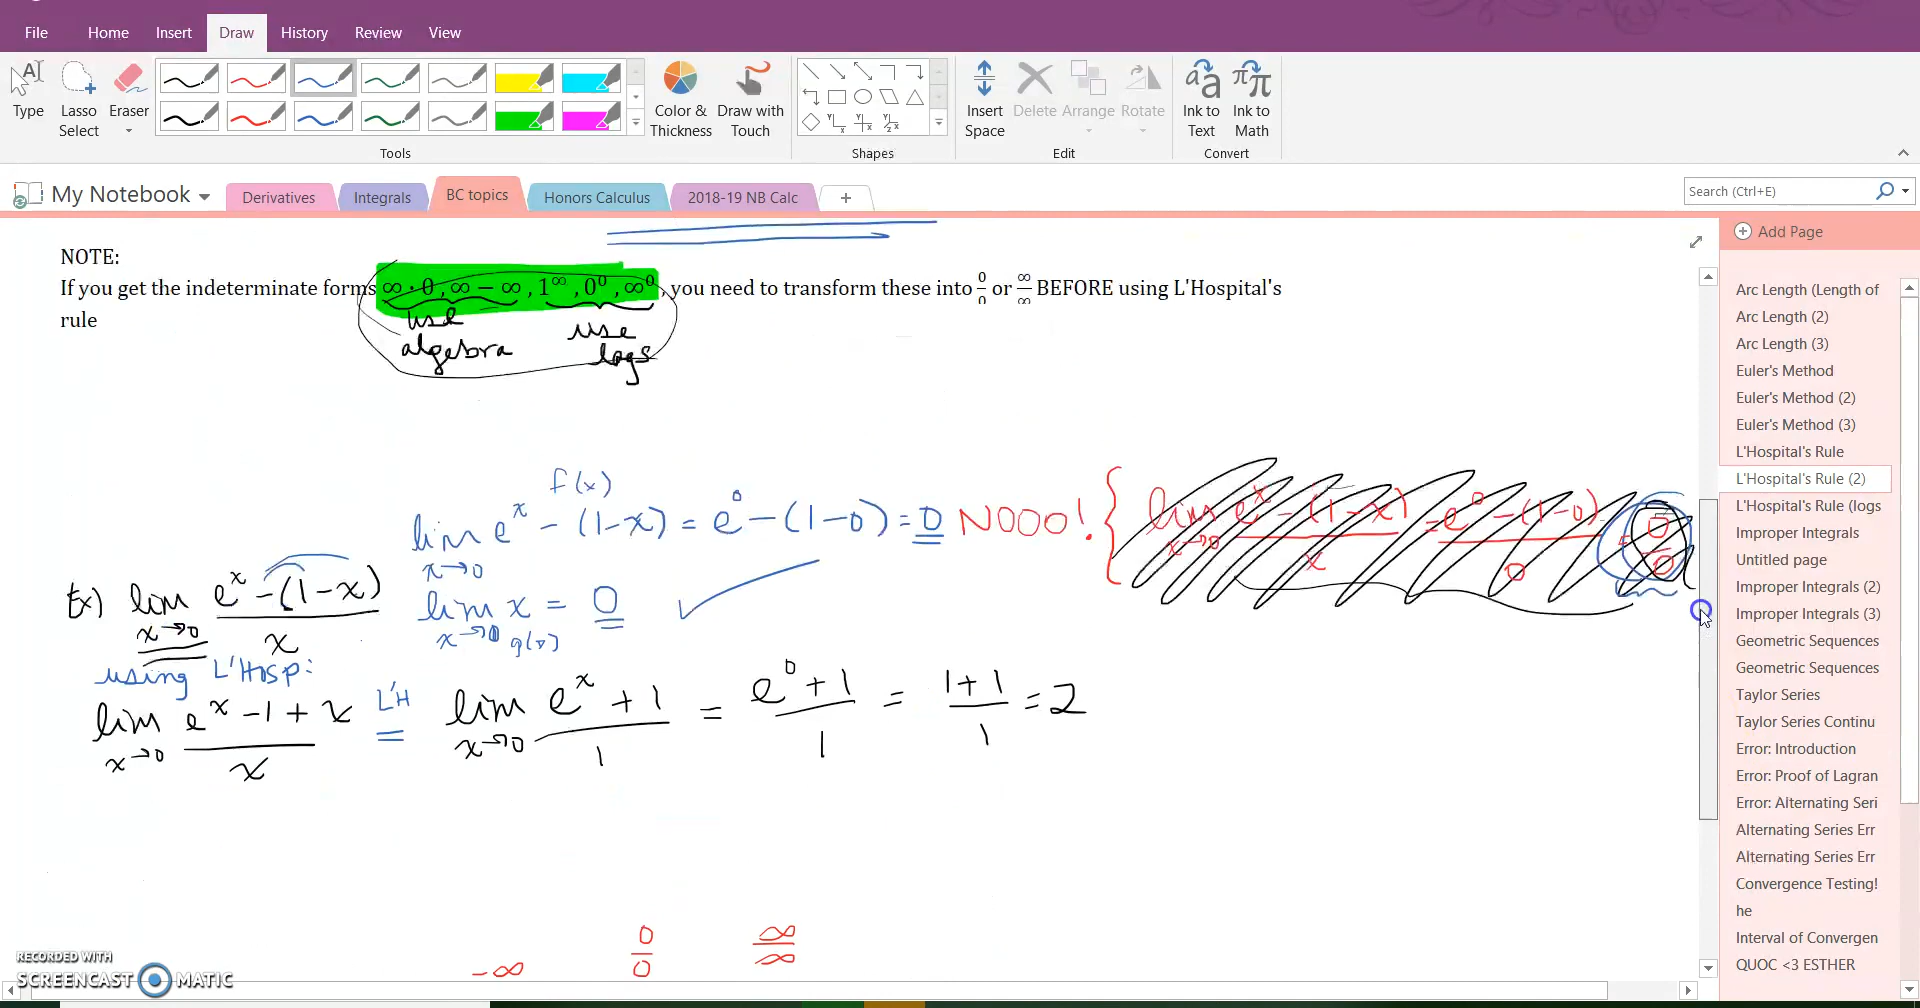 File Home Insert Draw History Review View
Type Lasso Select Eraser Color & Thickness Draw with Touch Insert Space Delete Arrange Rotate Ink to Text Ink to Math
Tools Shapes Edit Convert
My Notebook Derivatives Integrals BC topics Honors Calculus 2018-19 NB Calc + Search (Ctrl+E)
NOTE:
If you get the indeterminate forms ∞ · 0, ∞ − ∞, 1^∞, 0^0, ∞^0, you need to transform these into 0/0 or ∞/∞ BEFORE using L'Hospital's
rule
use algebra
use logs
f(x)
lim x→0 e^x − (1−x) = e^0 − (1−0) = 0 NOOO! { lim x→0 (e^x − (1−x))/x = (e^0 − (1−0))/0 = 0/0
Ex) lim x→0 (e^x − (1−x))/x
lim x→0 x = 0 ✓
g(x)
using L'Hosp:
lim x→0 (e^x − 1 + x)/x L'H = lim x→0 (e^x + 1)/1 = (e^0 + 1)/1 = (1+1)/1 = 2
−∞ 0/0 ∞/∞
Add Page
Arc Length (Length of
Arc Length (2)
Arc Length (3)
Euler's Method
Euler's Method (2)
Euler's Method (3)
L'Hospital's Rule
L'Hospital's Rule (2)
L'Hospital's Rule (logs
Improper Integrals
Untitled page
Improper Integrals (2)
Improper Integrals (3)
Geometric Sequences
Geometric Sequences
Taylor Series
Taylor Series Continu
Error: Introduction
Error: Proof of Lagran
Error: Alternating Seri
Alternating Series Err
Alternating Series Err
Convergence Testing!
he
Interval of Convergen
QUOC <3 ESTHER
RECORDED WITH
SCREENCAST MATIC